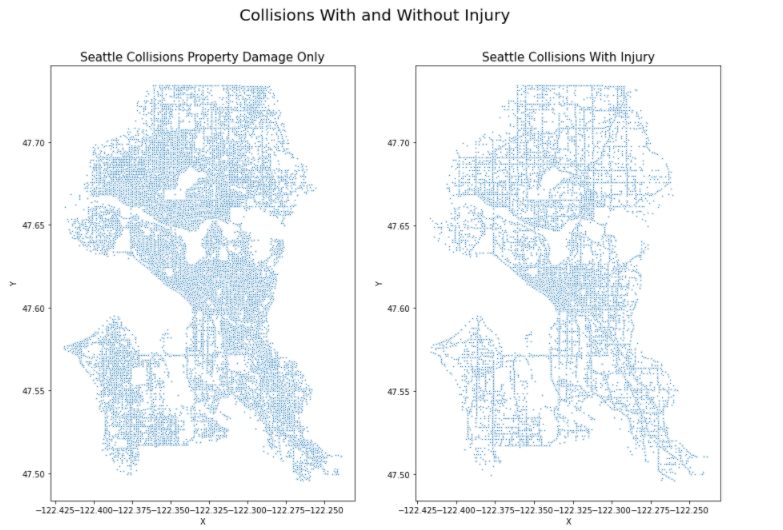 Collisions With and Without Injury
Seattle Collisions Property Damage Only
Seattle Collisions With Injury
Y
47.70
47.65
47.60
47.55
47.50
−122.425−122.400−122.375−122.350−122.325−122.300−122.275−122.250
X
Y
47.70
47.65
47.60
47.55
47.50
−122.425−122.400−122.375−122.350−122.325−122.300−122.275−122.250
X